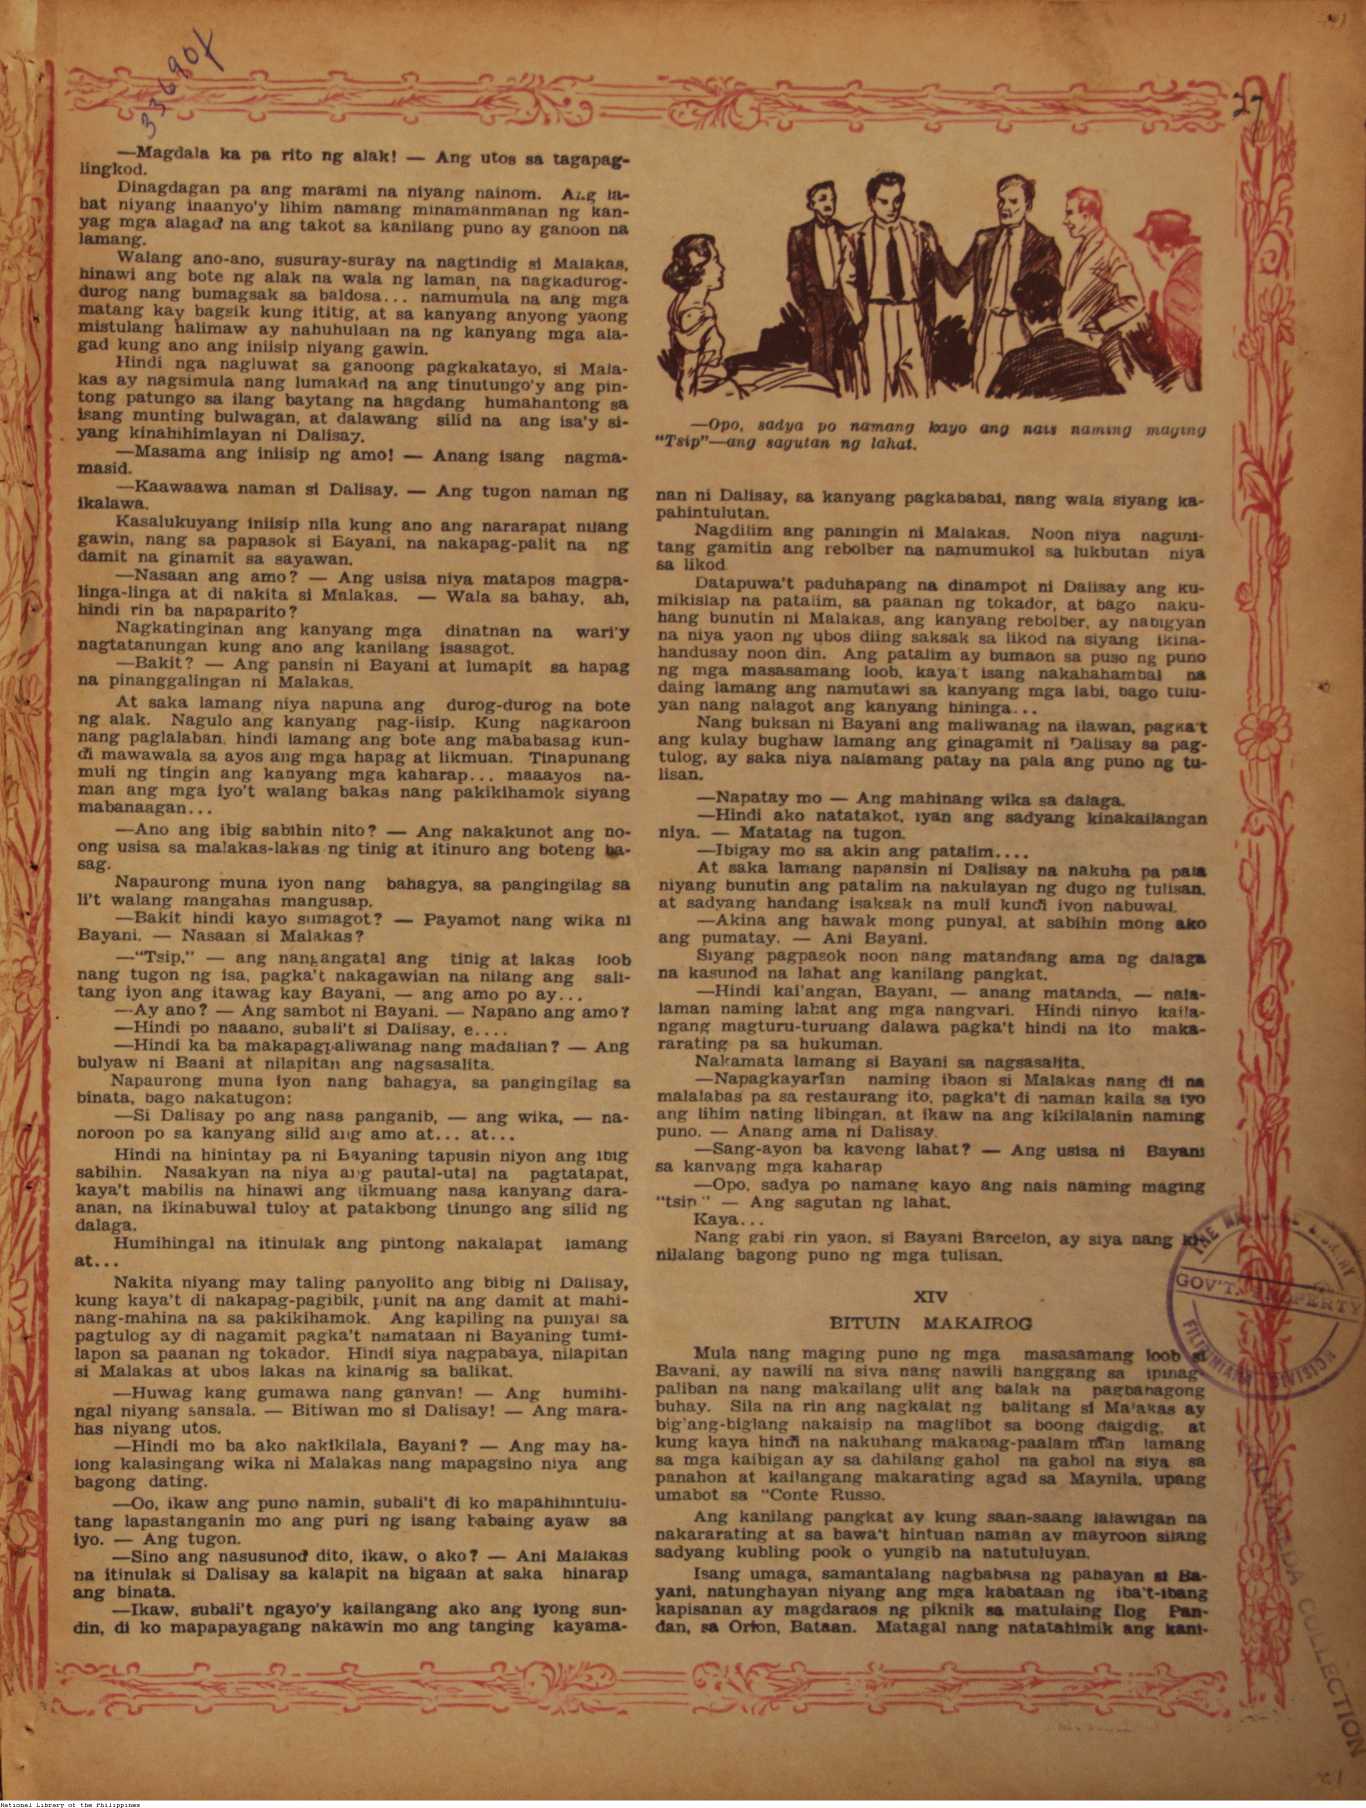 33680f
27
—Magdala ka pa rito ng alak! — Ang utos sa tagapag-
lingkod.
Dinagdagan pa ang marami na niyang nainom. Ang la-
hat niyang inaanyo'y lihim namang minamanmanan ng kan-
yag mga alagad na ang takot sa kanilang puno ay ganoon na
lamang.
Walang ano-ano, susuray-suray na nagtindig si Malakas,
hinawi ang bote ng alak na wala ng laman, na nagkadurog-
durog nang bumagsak sa baldosa... namumula na ang mga
matang kay bagsik kung ititig, at sa kanyang anyong yaong
mistulang halimaw ay nahuhulaan na ng kanyang mga ala-
gad kung ano ang iniisip niyang gawin.
Hindi nga nagluwat sa ganoong pagkakatayo, si Mala-
kas ay nagsimula nang lumakad na ang tinutungo'y ang pin-
tong patungo sa ilang baytang na hagdang humahantong sa
isang munting bulwagan, at dalawang silid na ang isa'y si-
yang kinahihimlayan ni Dalisay.
—Masama ang iniisip ng amo! — Anang isang nagma-
masid.
—Kaawaawa naman si Dalisay. — Ang tugon naman ng
ikalawa.
Kasalukuyang iniisip nila kung ano ang nararapat nilang
gawin, nang sa papasok si Bayani, na nakapag-palit na ng
damit na ginamit sa sayawan.
—Nasaan ang amo? — Ang usisa niya matapos magpa-
linga-linga at di nakita si Malakas. — Wala sa bahay, ah,
hindi rin ba napaparito?
Nagkatinginan ang kanyang mga dinatnan na wari'y
nagtatanungan kung ano ang kanilang isasagot.
—Bakit? — Ang pansin ni Bayani at lumapit sa hapag
na pinanggalingan ni Malakas.
At saka lamang niya napuna ang durog-durog na bote
ng alak. Nagulo ang kanyang pag-iisip. Kung nagkaroon
nang paglalaban, hindi lamang ang bote ang mababasag kun-
di mawawala sa ayos ang mga hapag at likmuan. Tinapunang
muli ng tingin ang kanyang mga kaharap... maaayos na-
man ang mga iyo't walang bakas nang pakikihamok siyang
mabanaagan...
—Ano ang ibig sabihin nito? — Ang nakakunot ang no-
ong usisa sa malakas-lakas ng tinig at itinuro ang boteng ba-
sag.
Napaurong muna iyon nang bahagya, sa pangingilag sa
li't walang mangahas mangusap.
—Bakit hindi kayo sumagot? — Payamot nang wika ni
Bayani. — Nasaan si Malakas?
—"Tsip," — ang nangangatal ang tinig at lakas loob
nang tugon ng isa, pagka't nakagawian na nilang ang sali-
tang iyon ang itawag kay Bayani, — ang amo po ay...
—Ay ano? — Ang sambot ni Bayani. — Napano ang amo?
—Hindi po naaano, subali't si Dalisay, e....
—Hindi ka ba makapagpaliwanag nang madalian? — Ang
bulyaw ni Baani at nilapitan ang nagsasalita.
Napaurong muna iyon nang bahagya, sa pangingilag sa
binata, bago nakatugon:
—Si Dalisay po ang nasa panganib, — ang wika, — na-
noroon po sa kanyang silid ang amo at... at...
Hindi na hinintay pa ni Bayaning tapusin niyon ang ibig
sabihin. Nasakyan na niya ang pautal-utal na pagtatapat,
kaya't mabilis na hinawi ang likmuang nasa kanyang dara-
anan, na ikinabuwal tuloy at patakbong tinungo ang silid ng
dalaga.
Humihingal na itinulak ang pintong nakalapat lamang
at...
Nakita niyang may taling panyolito ang bibig ni Dalisay,
kung kaya't di nakapag-pagibik, punit na ang damit at mahi-
nang-mahina na sa pakikihamok. Ang kapiling na punyal sa
pagtulog ay di nagamit pagka't namataan ni Bayaning tumi-
lapon sa paanan ng tokador. Hindi siya nagpabaya, nilapitan
si Malakas at ubos lakas na kinabig sa balikat.
—Huwag kang gumawa nang ganyan! — Ang humihi-
ngal niyang sansala. — Bitiwan mo si Dalisay! — Ang mara-
has niyang utos.
—Hindi mo ba ako nakikilala, Bayani? — Ang may ha-
long kalasingang wika ni Malakas nang mapagsino niya ang
bagong dating.
—Oo, ikaw ang puno namin, subali't di ko mapahihintulu-
tang lapastanganin mo ang puri ng isang babaing ayaw sa
iyo. — Ang tugon.
—Sino ang nasusunod dito, ikaw, o ako? — Ani Malakas
na itinulak si Dalisay sa kalapit na higaan at saka hinarap
ang binata.
—Ikaw, subali't ngayo'y kailangang ako ang iyong sun-
din, di ko mapapayagang nakawin mo ang tanging kayama-
—Opo, sadya po namang kayo ang nais naming maging
"Tsip"—ang sagutan ng lahat.
nan ni Dalisay, sa kanyang pagkababai, nang wala siyang ka-
pahintulutan.
Nagdilim ang paningin ni Malakas. Noon niya naguni-
tang gamitin ang rebolber na namumukol sa lukbutan niya
sa likod
Datapuwa't paduhapang na dinampot ni Dalisay ang ku-
mikislap na patalim, sa paanan ng tokador, at bago naku-
hang bunutin ni Malakas, ang kanyang rebolber, ay nabigyan
na niya yaon ng ubos diing saksak sa likod na siyang ikina-
handusay noon din. Ang patalim ay bumaon sa puso ng puno
ng mga masasamang loob, kaya't isang nakahahambal na
daing lamang ang namutawi sa kanyang mga labi, bago tulu-
yan nang nalagot ang kanyang hininga...
Nang buksan ni Bayani ang maliwanag na ilawan, pagka't
ang kulay bughaw lamang ang ginagamit ni Dalisay sa pag-
tulog, ay saka niya nalamang patay na pala ang puno ng tu-
lisan.
—Napatay mo — Ang mahinang wika sa dalaga.
—Hindi ako natatakot, iyan ang sadyang kinakailangan
niya. — Matatag na tugon.
—Ibigay mo sa akin ang patalim....
At saka lamang napansin ni Dalisay na nakuha pa pala
niyang bunutin ang patalim na nakulayan ng dugo ng tulisan,
at sadyang handang isaksak na muli kundi iyon nabuwal.
—Akina ang hawak mong punyal, at sabihin mong ako
ang pumatay. — Ani Bayani.
Siyang pagpasok noon nang matandang ama ng dalaga
na kasunod na lahat ang kanilang pangkat.
—Hindi kai'angan, Bayani, — anang matanda, — nala-
laman naming lahat ang mga nangyari. Hindi ninyo kaila-
ngang magturu-turuang dalawa pagka't hindi na ito maka-
rarating pa sa hukuman.
Nakamata lamang si Bayani sa nagsasalita.
—Napagkayarian naming ibaon si Malakas nang di na
malalabas pa sa restaurang ito, pagka't di naman kaila sa iyo
ang lihim nating libingan, at ikaw na ang kikilalanin naming
puno. — Anang ama ni Dalisay.
—Sang-ayon ba kayong lahat? — Ang usisa ni Bayani
sa kanyang mga kaharap
—Opo, sadya po namang kayo ang nais naming maging
"tsip." — Ang sagutan ng lahat.
Kaya...
Nang gabi rin yaon, si Bayani Barcelon, ay siya nang ki-
nilalang bagong puno ng mga tulisan.
XIV
BITUIN MAKAIROG
Mula nang maging puno ng mga masasamang loob si
Bayani, ay nawili na siya nang nawili hanggang sa ipinag-
paliban na nang makailang ulit ang balak na pagbabagong
buhay. Sila na rin ang nagkalat ng balitang si Ma'akas ay
big'ang-biglang nakaisip na maglibot sa boong daigdig, at
kung kaya hindi na nakuhang makapag-paalam man lamang
sa mga kaibigan ay sa dahilang gahol na gahol na siya sa
panahon at kailangang makarating agad sa Maynila, upang
umabot sa "Conte Russo.
Ang kanilang pangkat ay kung saan-saang lalawigan na
nakararating at sa bawa't hintuan naman ay mayroon silang
sadyang kubling pook o yungib na natutuluyan.
Isang umaga, samantalang nagbabasa ng pahayan si Ba-
yani, natunghayan niyang ang mga kabataan ng iba't-ibang
kapisanan ay magdaraos ng piknik sa matulaing Ilog Pan-
dan, sa Orion, Bataan. Matagal nang natatahimik ang kani-
THE NATIONAL LIBRARY
GOV'T. PROPERTY
FILIPINIANA DIVISION
COLLECTION
National Library of the Philippines